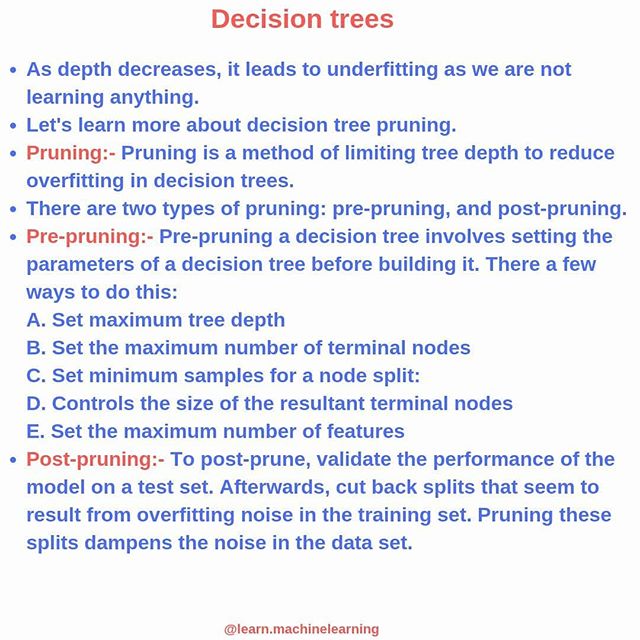 Decision trees
• As depth decreases, it leads to underfitting as we are not
learning anything.
• Let's learn more about decision tree pruning.
• Pruning:- Pruning is a method of limiting tree depth to reduce
overfitting in decision trees.
• There are two types of pruning: pre-pruning, and post-pruning.
• Pre-pruning:- Pre-pruning a decision tree involves setting the
parameters of a decision tree before building it. There a few
ways to do this:
A. Set maximum tree depth
B. Set the maximum number of terminal nodes
C. Set minimum samples for a node split:
D. Controls the size of the resultant terminal nodes
E. Set the maximum number of features
• Post-pruning:- To post-prune, validate the performance of the
model on a test set. Afterwards, cut back splits that seem to
result from overfitting noise in the training set. Pruning these
splits dampens the noise in the data set.
@learn.machinelearning